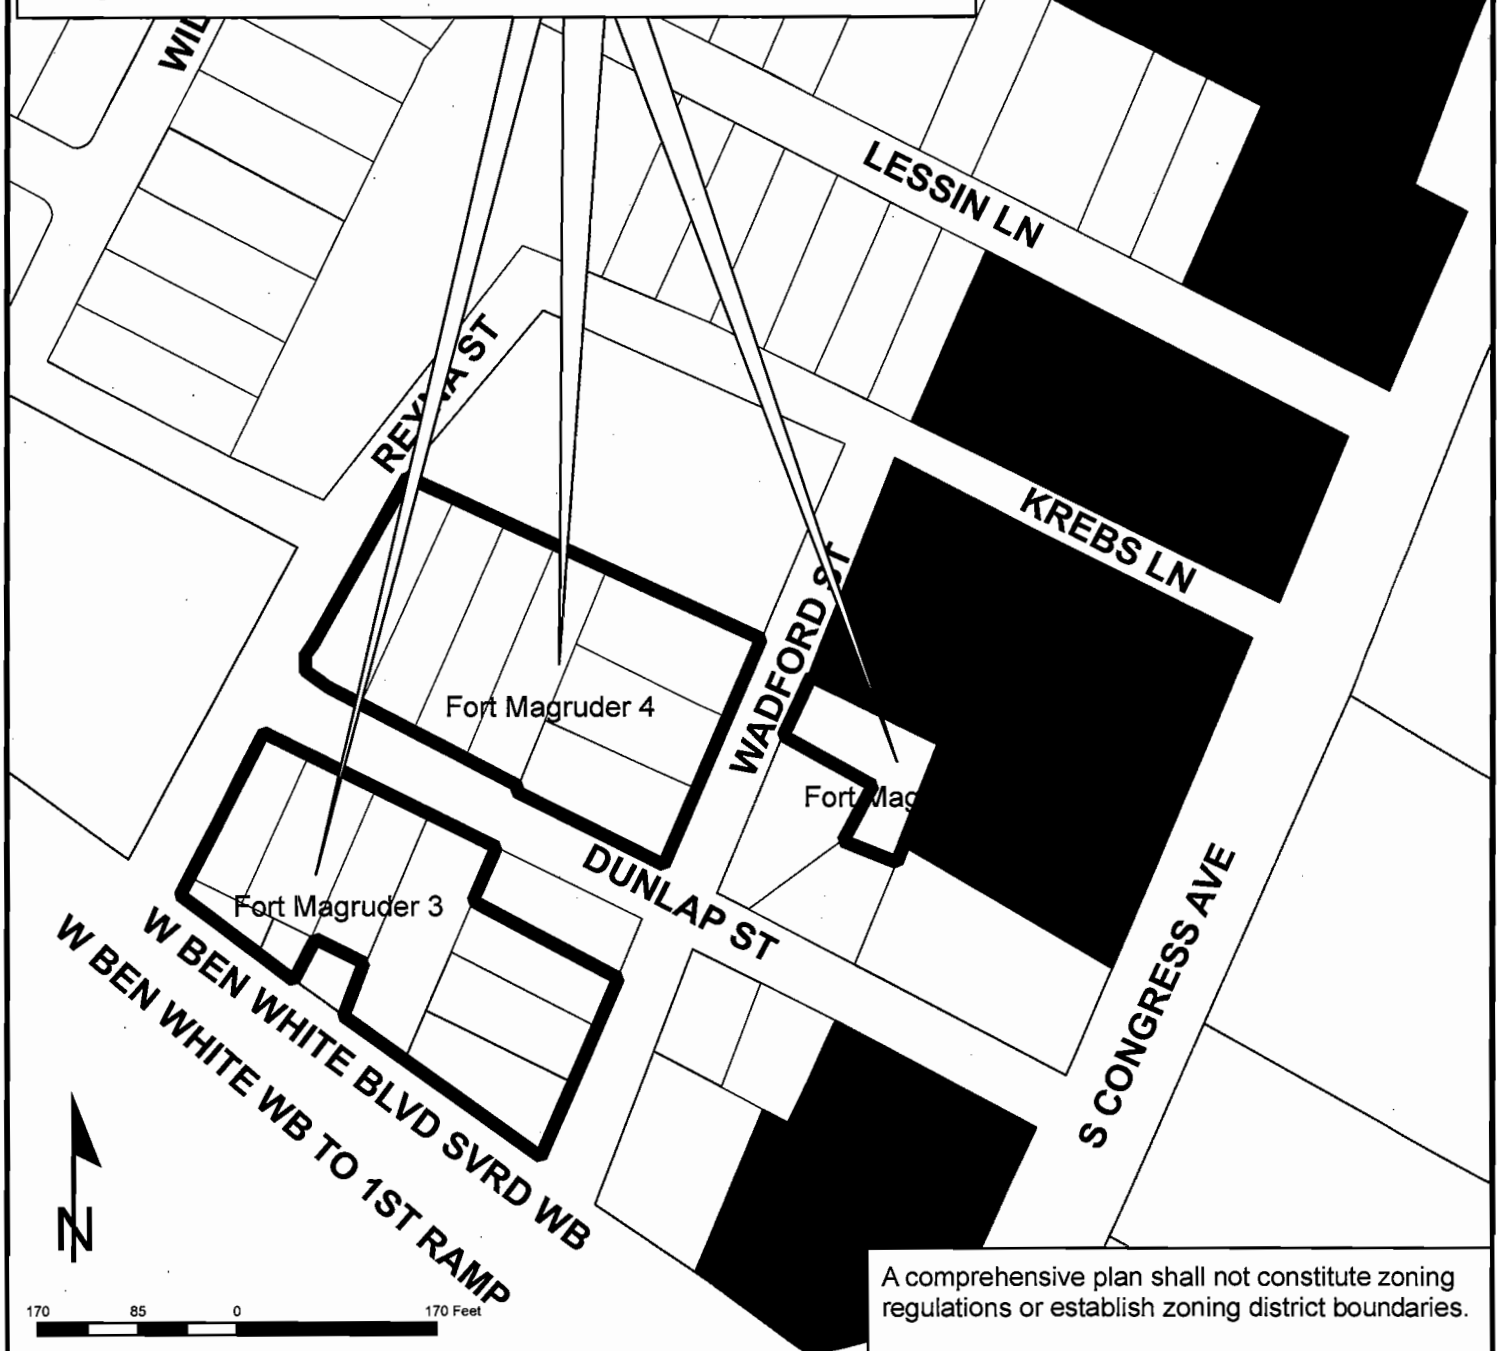 LESSIN LN
REYNA ST
KREBS LN
WADFORD ST
Fort Magruder 4
Fort Mag
DUNLAP ST
Fort Magruder 3
S CONGRESS AVE
W BEN WHITE BLVD SVRD WB
W BEN WHITE WB TO 1ST RAMP
N
170 85 0 170 Feet
A comprehensive plan shall not constitute zoning
regulations or establish zoning district boundaries.